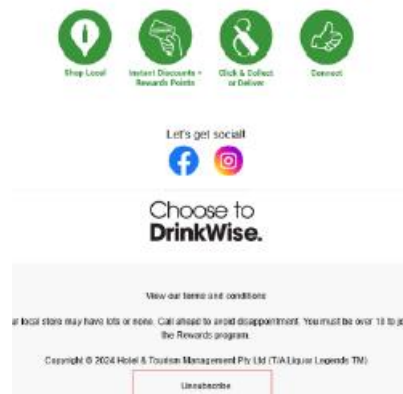 Shop Local
Instant Discounts +
Rewards Points
Click & Collect
or Deliver
Connect
Let's get social!
Choose to
DrinkWise.
View our terms and conditions
local store may have lots or none. Call ahead to avoid disappointment. You must be over 18 to
the Rewards program.
Copyright © 2024 Hotel & Tourism Management Pty Ltd (T/A Liquor Legends TM)
Unsubscribe